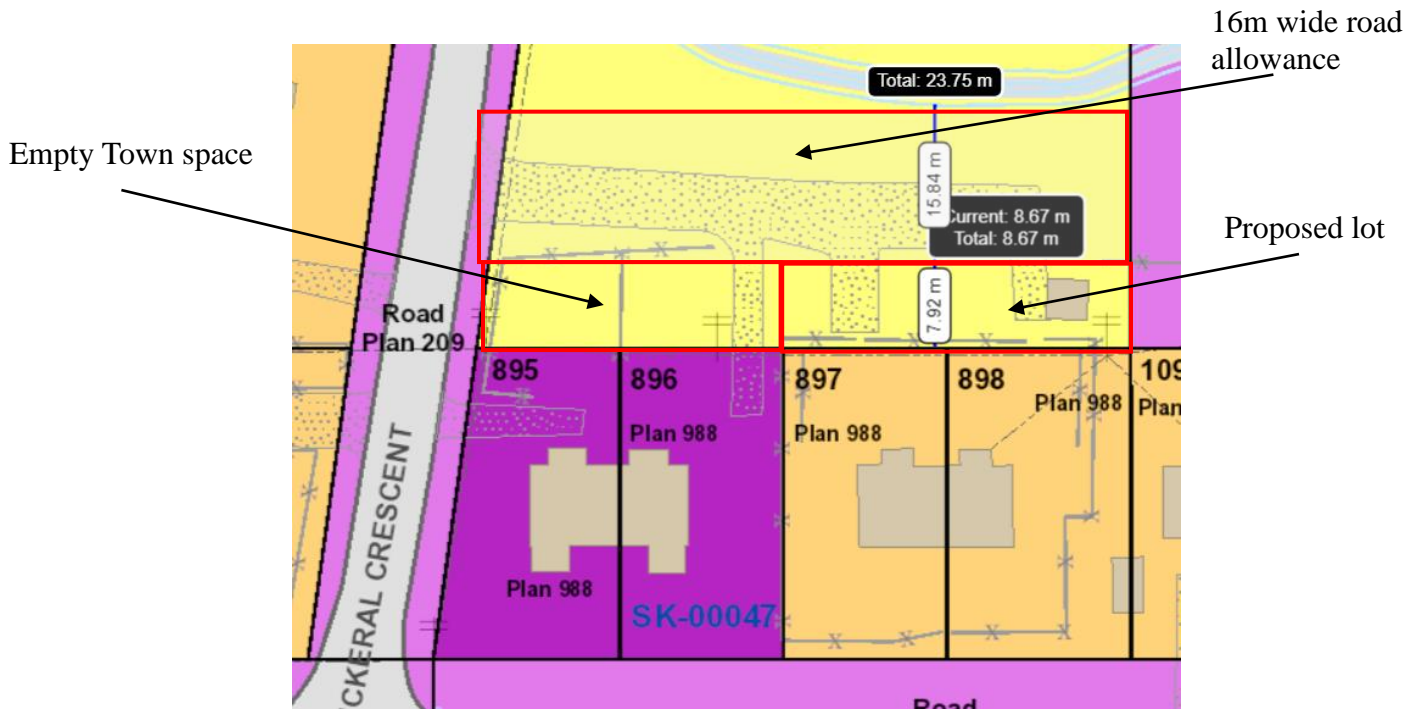 16m wide road
allowance
Total: 23.75 m
Empty Town space
15.84 m
Current: 8.67 m
Total: 8.67 m
Proposed lot
7.92 m
Road
Plan 209
895
896
897
898
109
Plan 988
Plan
Plan 988
Plan 988
Plan 988
SK-00047
CKERAL CRESCENT
Road